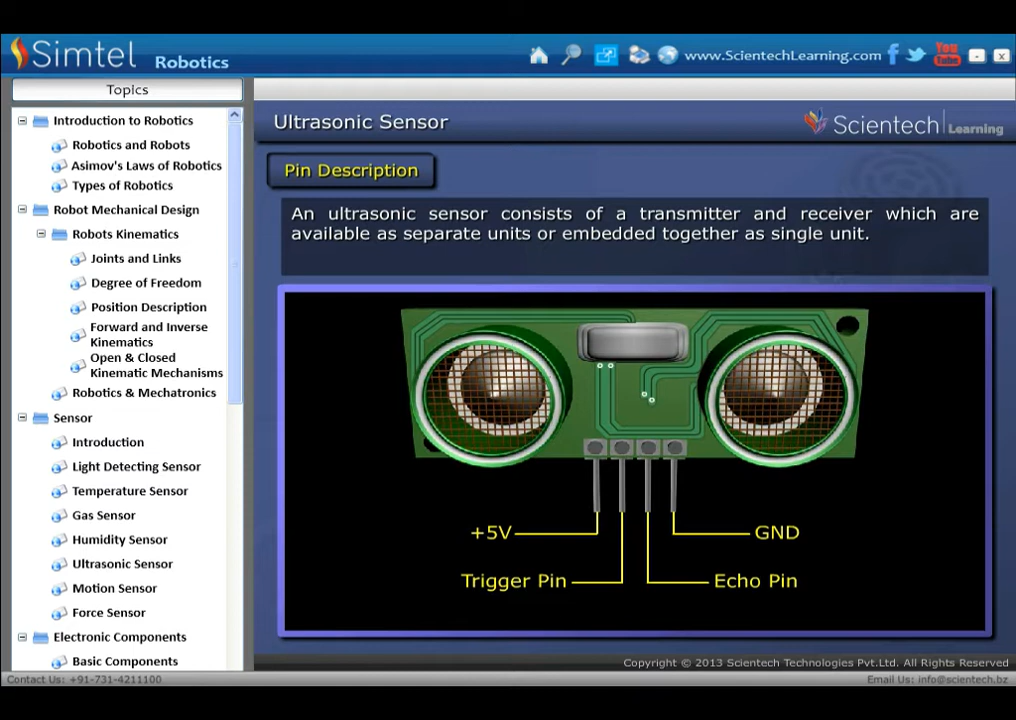 Simtel Robotics
www.ScientechLearning.com
You
Tube
Topics
Introduction to Robotics
Robotics and Robots
Asimov's Laws of Robotics
Types of Robotics
Robot Mechanical Design
Robots Kinematics
Joints and Links
Degree of Freedom
Position Description
Forward and Inverse
Kinematics
Open & Closed
Kinematic Mechanisms
Robotics & Mechatronics
Sensor
Introduction
Light Detecting Sensor
Temperature Sensor
Gas Sensor
Humidity Sensor
Ultrasonic Sensor
Motion Sensor
Force Sensor
Electronic Components
Basic Components
Ultrasonic Sensor
Scientech Learning
Pin Description
An ultrasonic sensor consists of a transmitter and receiver which are
available as separate units or embedded together as single unit.
+5V
GND
Trigger Pin
Echo Pin
Copyright © 2013 Scientech Technologies Pvt.Ltd. All Rights Reserved
Contact Us: +91-731-4211100
Email Us: info@scientech.bz